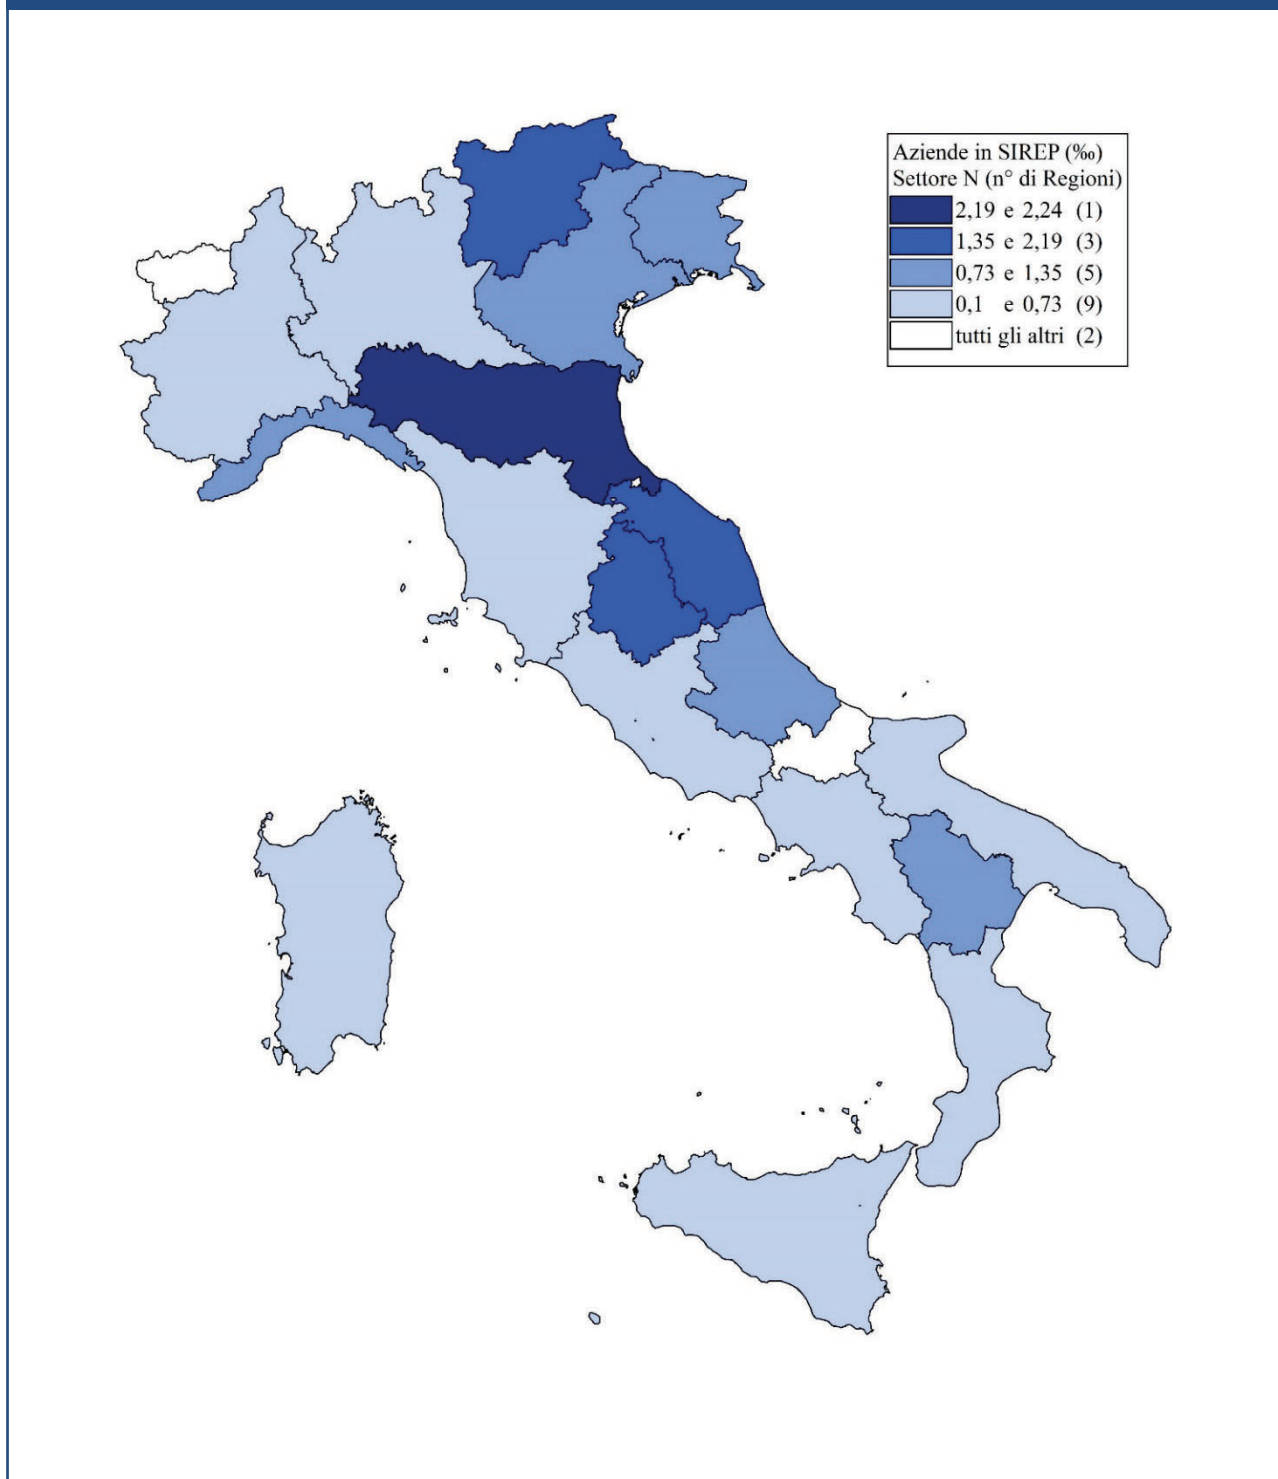 Aziende in SIREP (‰)
Settore N (n° di Regioni)
2,19 e 2,24 (1)
1,35 e 2,19 (3)
0,73 e 1,35 (5)
0,1 e 0,73 (9)
tutti gli altri (2)